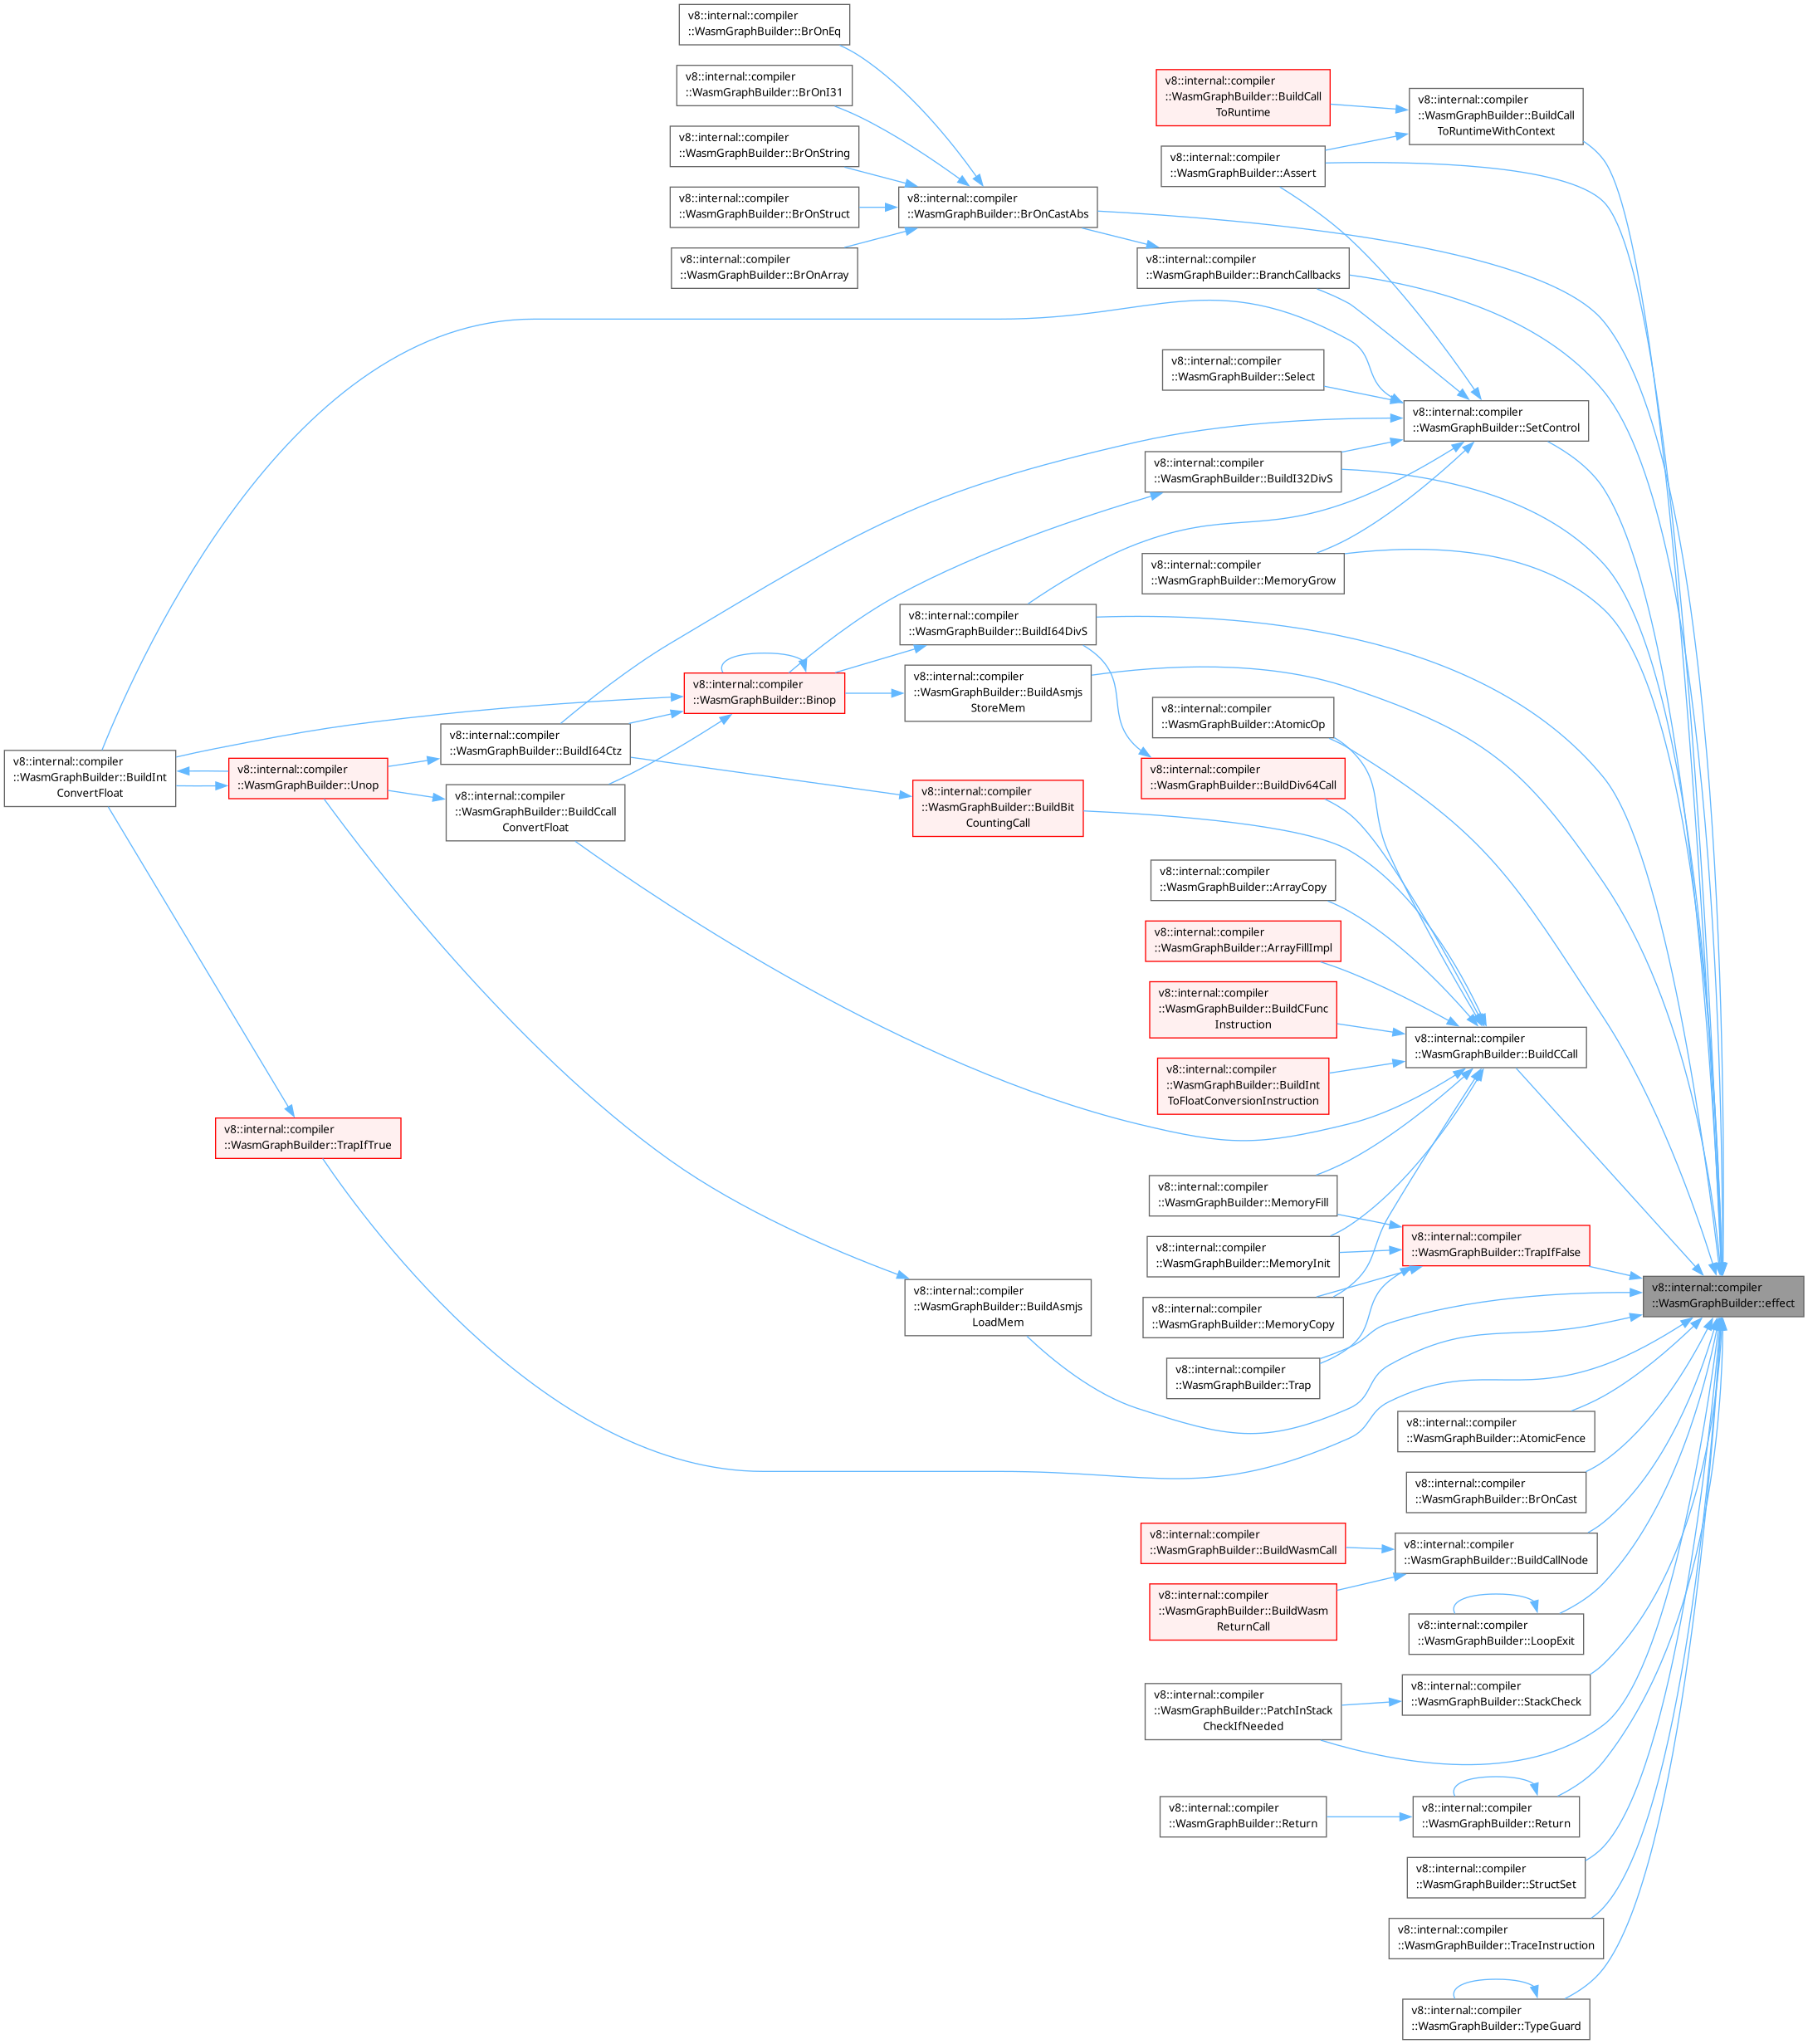 v8::internal::compiler
::WasmGraphBuilder::BrOnEq
v8::internal::compiler
::WasmGraphBuilder::BrOnI31
v8::internal::compiler
::WasmGraphBuilder::BuildCall
ToRuntime
v8::internal::compiler
::WasmGraphBuilder::BuildCall
ToRuntimeWithContext
v8::internal::compiler
::WasmGraphBuilder::BrOnString
v8::internal::compiler
::WasmGraphBuilder::Assert
v8::internal::compiler
::WasmGraphBuilder::BrOnStruct
v8::internal::compiler
::WasmGraphBuilder::BrOnCastAbs
v8::internal::compiler
::WasmGraphBuilder::BrOnArray
v8::internal::compiler
::WasmGraphBuilder::BranchCallbacks
v8::internal::compiler
::WasmGraphBuilder::Select
v8::internal::compiler
::WasmGraphBuilder::SetControl
v8::internal::compiler
::WasmGraphBuilder::BuildI32DivS
v8::internal::compiler
::WasmGraphBuilder::MemoryGrow
v8::internal::compiler
::WasmGraphBuilder::BuildI64DivS
v8::internal::compiler
::WasmGraphBuilder::Binop
v8::internal::compiler
::WasmGraphBuilder::BuildAsmjs
StoreMem
v8::internal::compiler
::WasmGraphBuilder::AtomicOp
v8::internal::compiler
::WasmGraphBuilder::BuildI64Ctz
v8::internal::compiler
::WasmGraphBuilder::BuildInt
ConvertFloat
v8::internal::compiler
::WasmGraphBuilder::Unop
v8::internal::compiler
::WasmGraphBuilder::BuildDiv64Call
v8::internal::compiler
::WasmGraphBuilder::BuildCcall
ConvertFloat
v8::internal::compiler
::WasmGraphBuilder::BuildBit
CountingCall
v8::internal::compiler
::WasmGraphBuilder::ArrayCopy
v8::internal::compiler
::WasmGraphBuilder::ArrayFillImpl
v8::internal::compiler
::WasmGraphBuilder::BuildCFunc
Instruction
v8::internal::compiler
::WasmGraphBuilder::BuildCCall
v8::internal::compiler
::WasmGraphBuilder::BuildInt
ToFloatConversionInstruction
v8::internal::compiler
::WasmGraphBuilder::TrapIfTrue
v8::internal::compiler
::WasmGraphBuilder::MemoryFill
v8::internal::compiler
::WasmGraphBuilder::TrapIfFalse
v8::internal::compiler
::WasmGraphBuilder::MemoryInit
v8::internal::compiler
::WasmGraphBuilder::effect
v8::internal::compiler
::WasmGraphBuilder::BuildAsmjs
LoadMem
v8::internal::compiler
::WasmGraphBuilder::MemoryCopy
v8::internal::compiler
::WasmGraphBuilder::Trap
v8::internal::compiler
::WasmGraphBuilder::AtomicFence
v8::internal::compiler
::WasmGraphBuilder::BrOnCast
v8::internal::compiler
::WasmGraphBuilder::BuildWasmCall
v8::internal::compiler
::WasmGraphBuilder::BuildCallNode
v8::internal::compiler
::WasmGraphBuilder::BuildWasm
ReturnCall
v8::internal::compiler
::WasmGraphBuilder::LoopExit
v8::internal::compiler
::WasmGraphBuilder::StackCheck
v8::internal::compiler
::WasmGraphBuilder::PatchInStack
CheckIfNeeded
v8::internal::compiler
::WasmGraphBuilder::Return
v8::internal::compiler
::WasmGraphBuilder::Return
v8::internal::compiler
::WasmGraphBuilder::StructSet
v8::internal::compiler
::WasmGraphBuilder::TraceInstruction
v8::internal::compiler
::WasmGraphBuilder::TypeGuard